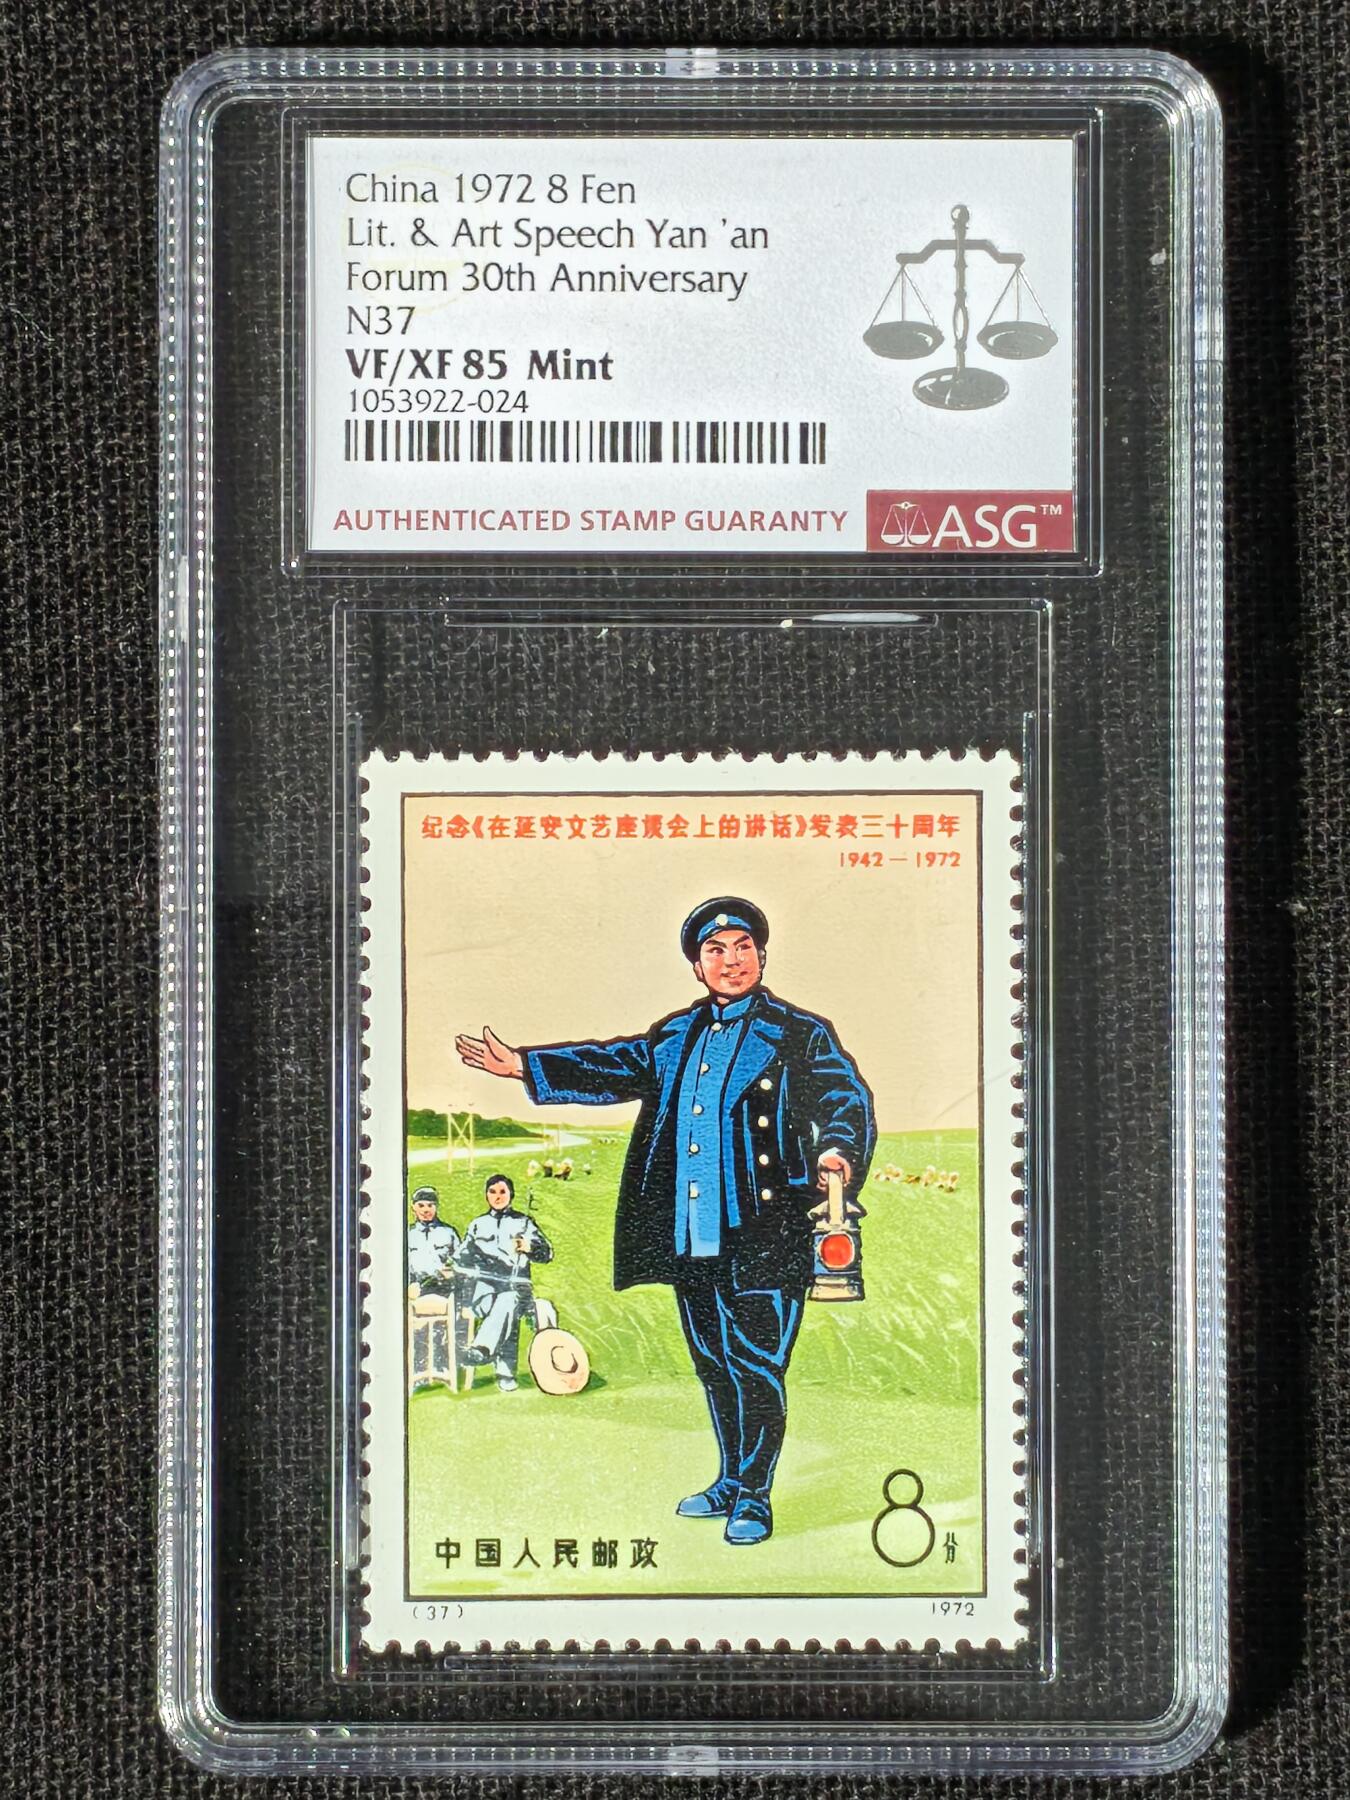 China 1972 8 Fen
Lit. & Art Speech Yan 'an
Forum 30th Anniversary
N37
VF/XF 85 Mint
1053922-024
AUTHENTICATED STAMP GUARANTY
ASG™
纪念《在延安文艺座谈会上的讲话》发表三十周年
1942—1972
中国人民邮政
8分
(37)
1972